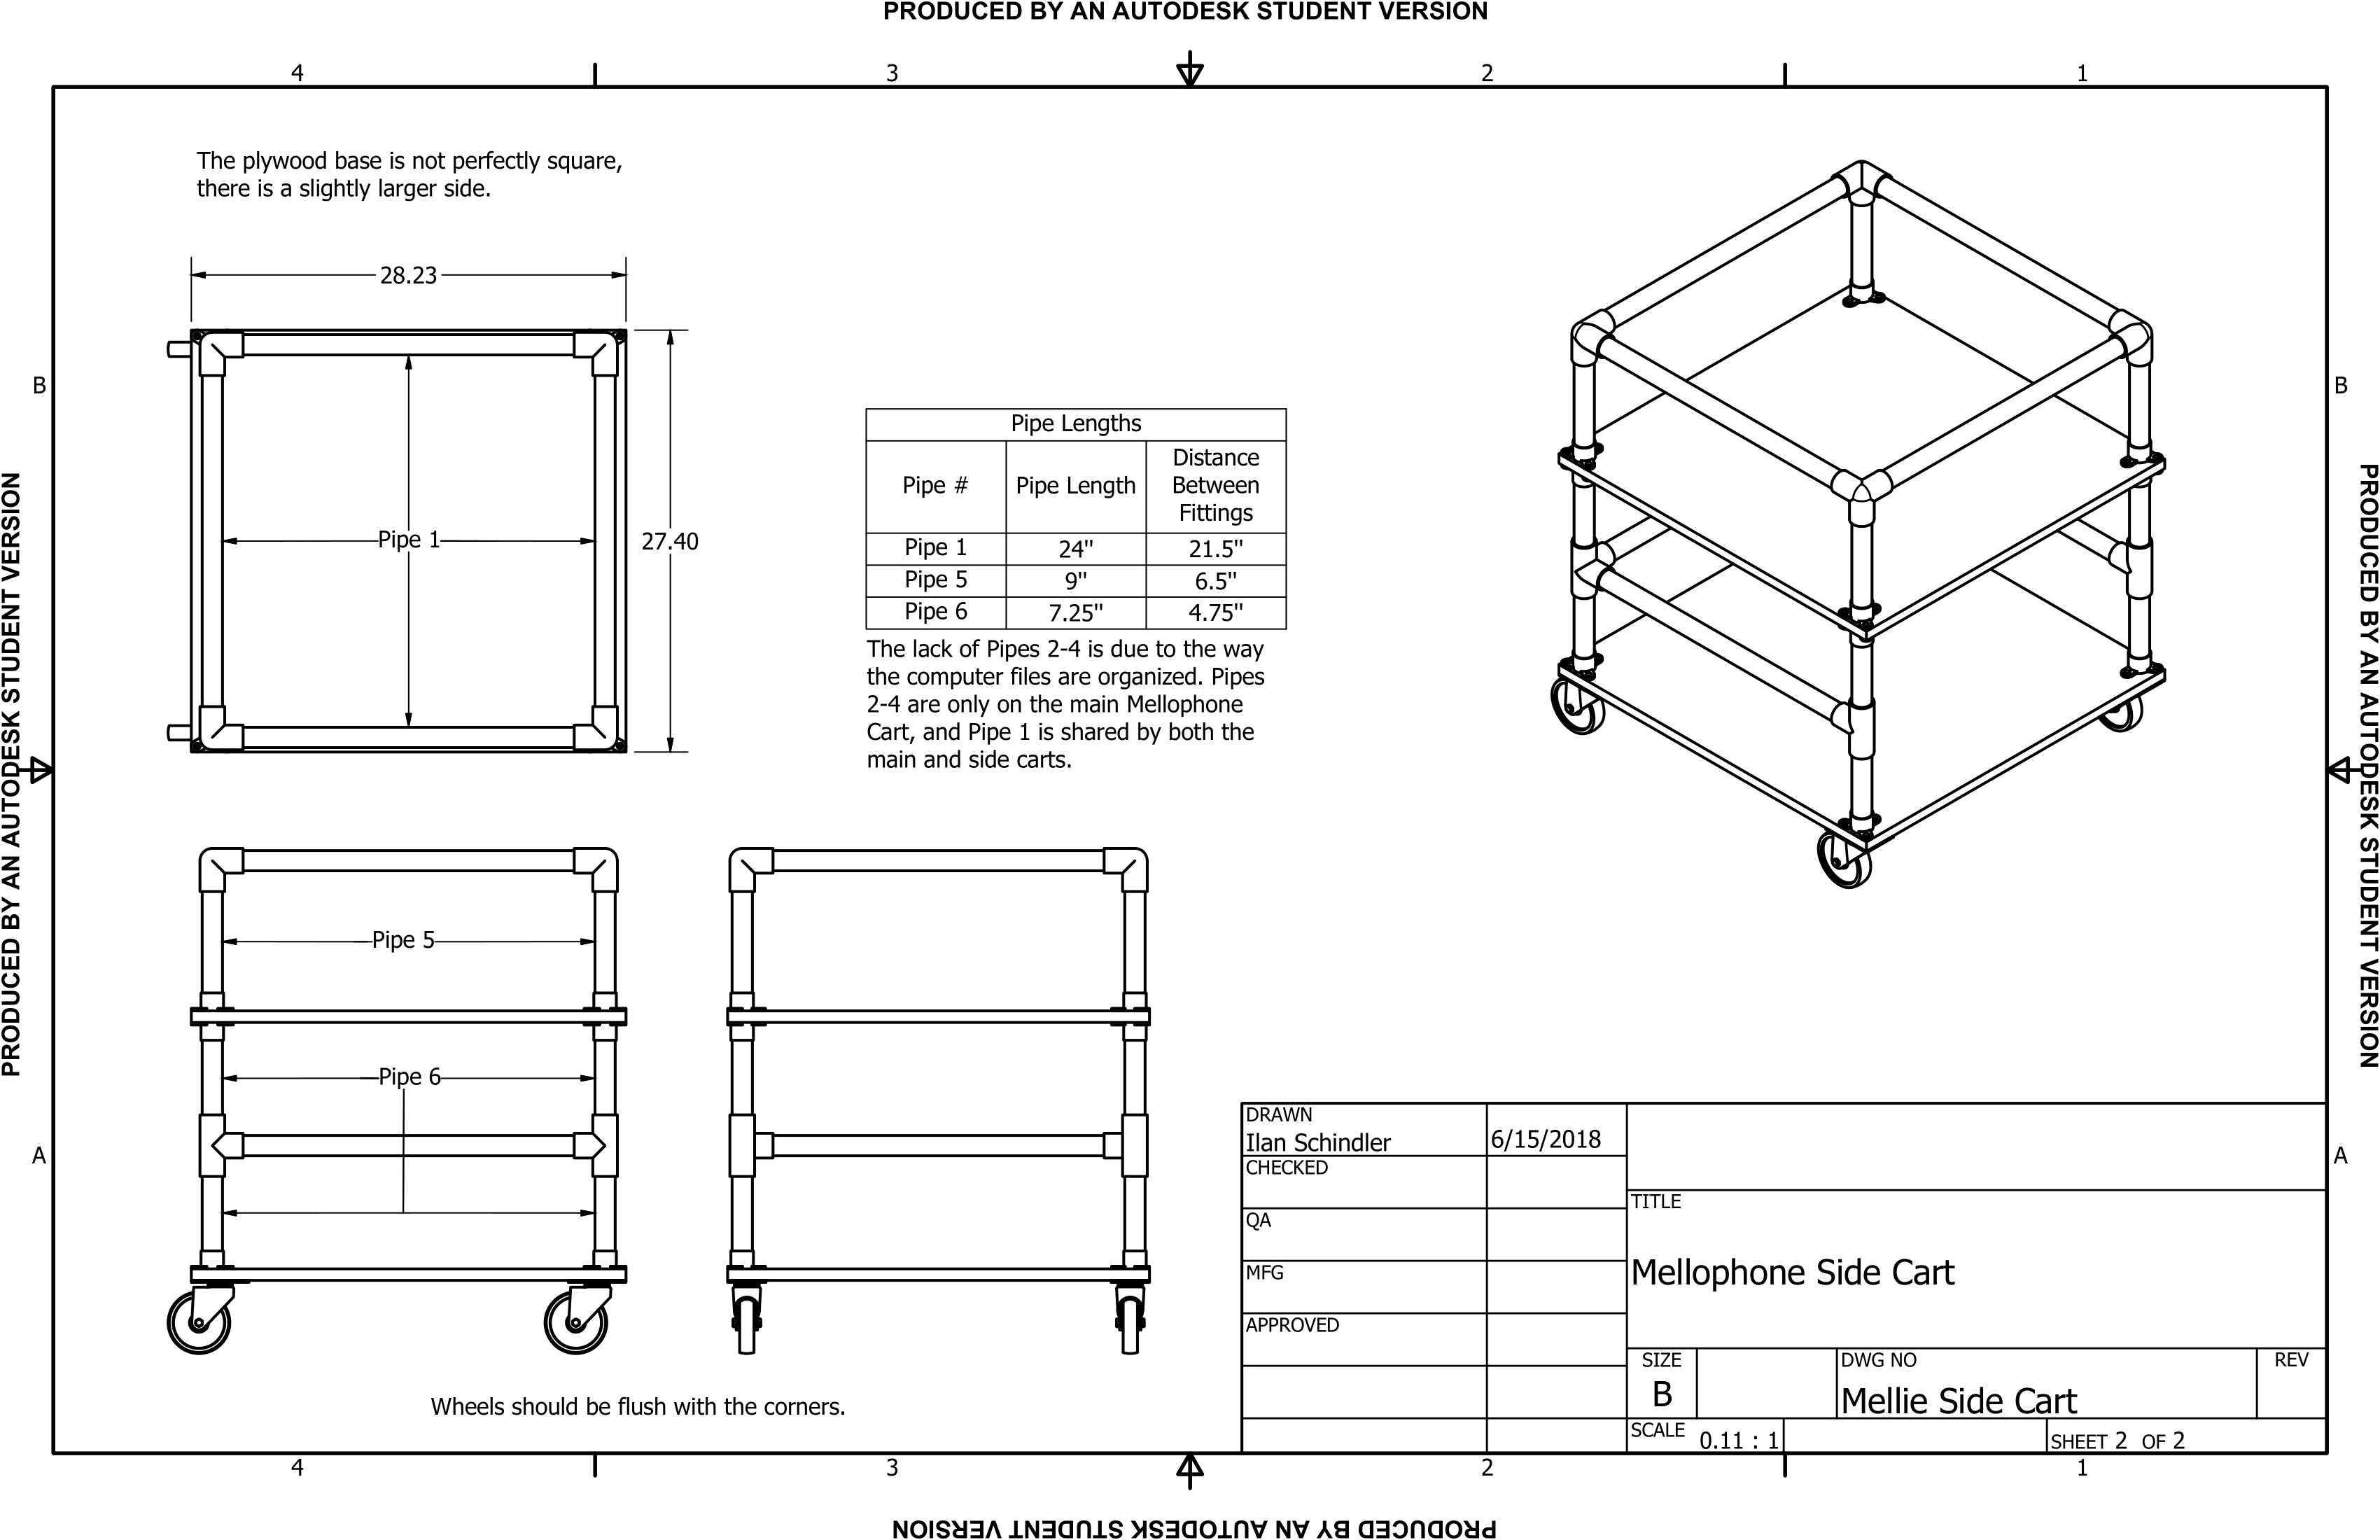 PRODUCED BY AN AUTODESK STUDENT VERSION
4 3 2 1
The plywood base is not perfectly square,
there is a slightly larger side.
28.23
B
B
Pipe 1
27.40
Pipe Lengths
Pipe # Pipe Length Distance Between Fittings
Pipe 1 24" 21.5"
Pipe 5 9" 6.5"
Pipe 6 7.25" 4.75"
The lack of Pipes 2-4 is due to the way
the computer files are organized. Pipes
2-4 are only on the main Mellophone
Cart, and Pipe 1 is shared by both the
main and side carts.
PRODUCED BY AN AUTODESK STUDENT VERSION
PRODUCED BY AN AUTODESK STUDENT VERSION
Pipe 5
Pipe 6
A
A
Wheels should be flush with the corners.
DRAWN
Ilan Schindler 6/15/2018
CHECKED
QA
MFG
APPROVED
TITLE
Mellophone Side Cart
SIZE
B
DWG NO
Mellie Side Cart
REV
SCALE 0.11 : 1
SHEET 2 OF 2
4 3 2 1
PRODUCED BY AN AUTODESK STUDENT VERSION